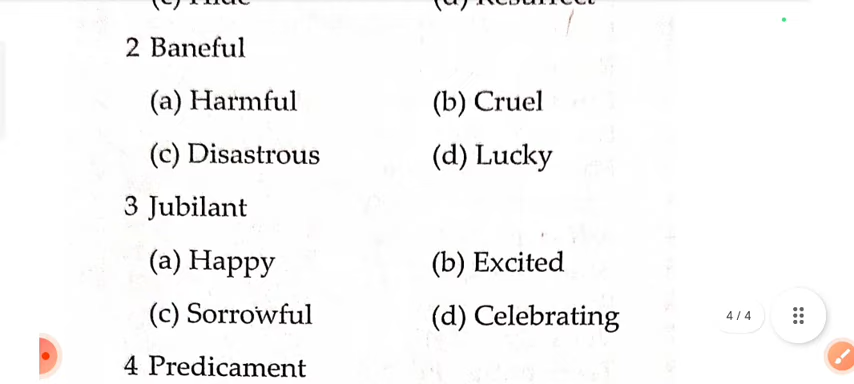 2 Baneful
(a) Harmful (b) Cruel
(c) Disastrous (d) Lucky
3 Jubilant
(a) Happy (b) Excited
(c) Sorrowful (d) Celebrating
4 / 4
4 Predicament